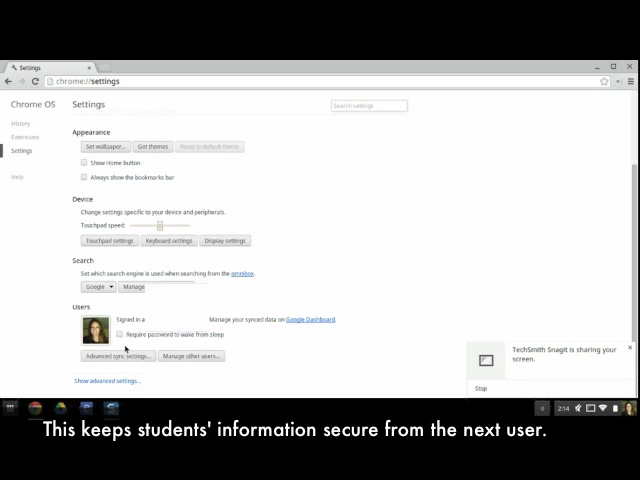 Settings
chrome://settings
Chrome OS
Settings
Search settings
History
Extensions
Settings
Help
Appearance
Set wallpaper... Get themes Reset to default theme
Show Home button
Always show the bookmarks bar
Device
Change settings specific to your device and peripherals.
Touchpad speed:
Touchpad settings Keyboard settings Display settings
Search
Set which search engine is used when searching from the omnibox.
Google Manage
Users
Signed in a Manage your synced data on Google Dashboard.
Require password to wake from sleep
Advanced sync settings... Manage other users...
Show advanced settings...
TechSmith Snagit is sharing your
screen.
Stop
0 2:14
This keeps students' information secure from the next user.